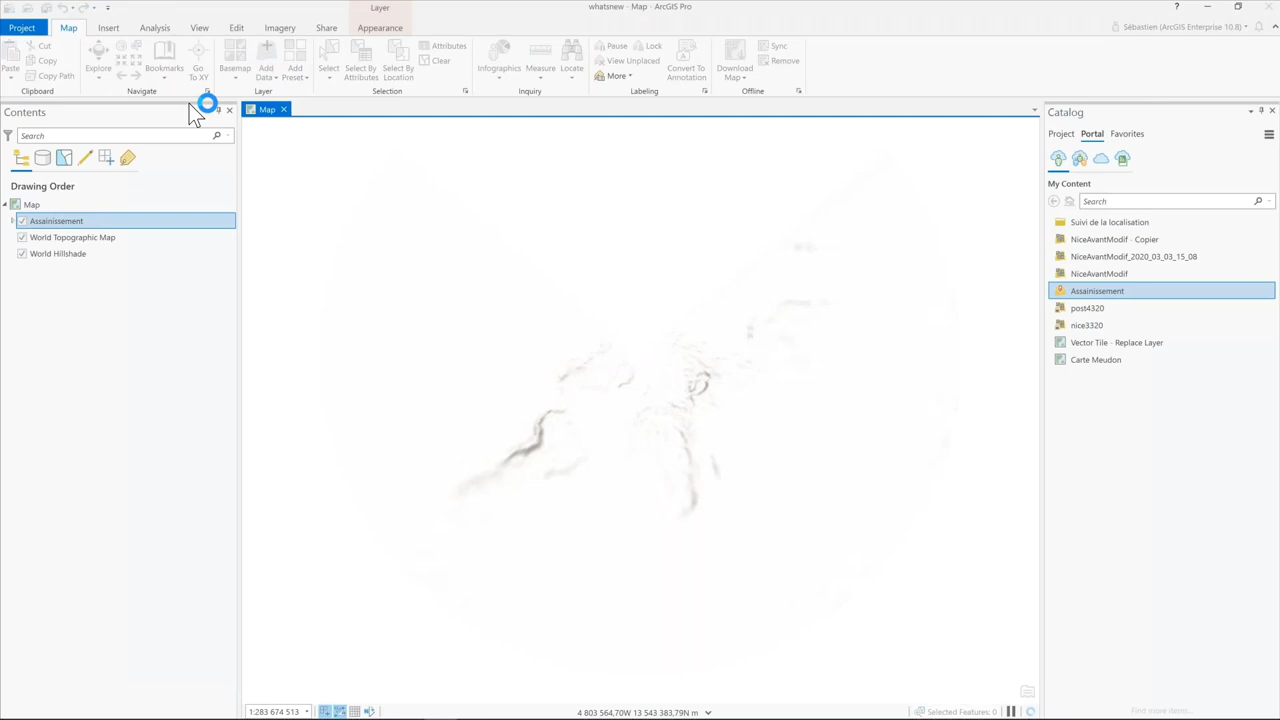 whatsnew - Map - ArcGIS Pro
Layer
Project
Map
Insert
Analysis
View
Edit
Imagery
Share
Appearance
Sébastien (ArcGIS Enterprise 10.8)
Paste
Cut
Copy
Copy Path
Clipboard
Explore
Bookmarks
Go
To XY
Navigate
Basemap
Add
Data
Add
Preset
Layer
Select
Select By
Attributes
Select By
Location
Attributes
Clear
Selection
Infographics
Measure
Locate
Inquiry
Pause
Lock
View Unplaced
More
Convert To
Annotation
Labeling
Download
Map
Sync
Remove
Offline
Contents
Search
Drawing Order
Map
Assainissement
World Topographic Map
World Hillshade
Map
1:283 674 513
4 803 564,70W 13 543 383,79N m
Selected Features: 0
Catalog
Project
Portal
Favorites
My Content
Search
Suivi de la localisation
NiceAvantModif - Copier
NiceAvantModif_2020_03_03_15_08
NiceAvantModif
Assainissement
post4320
nice3320
Vector Tile - Replace Layer
Carte Meudon
Find more items...